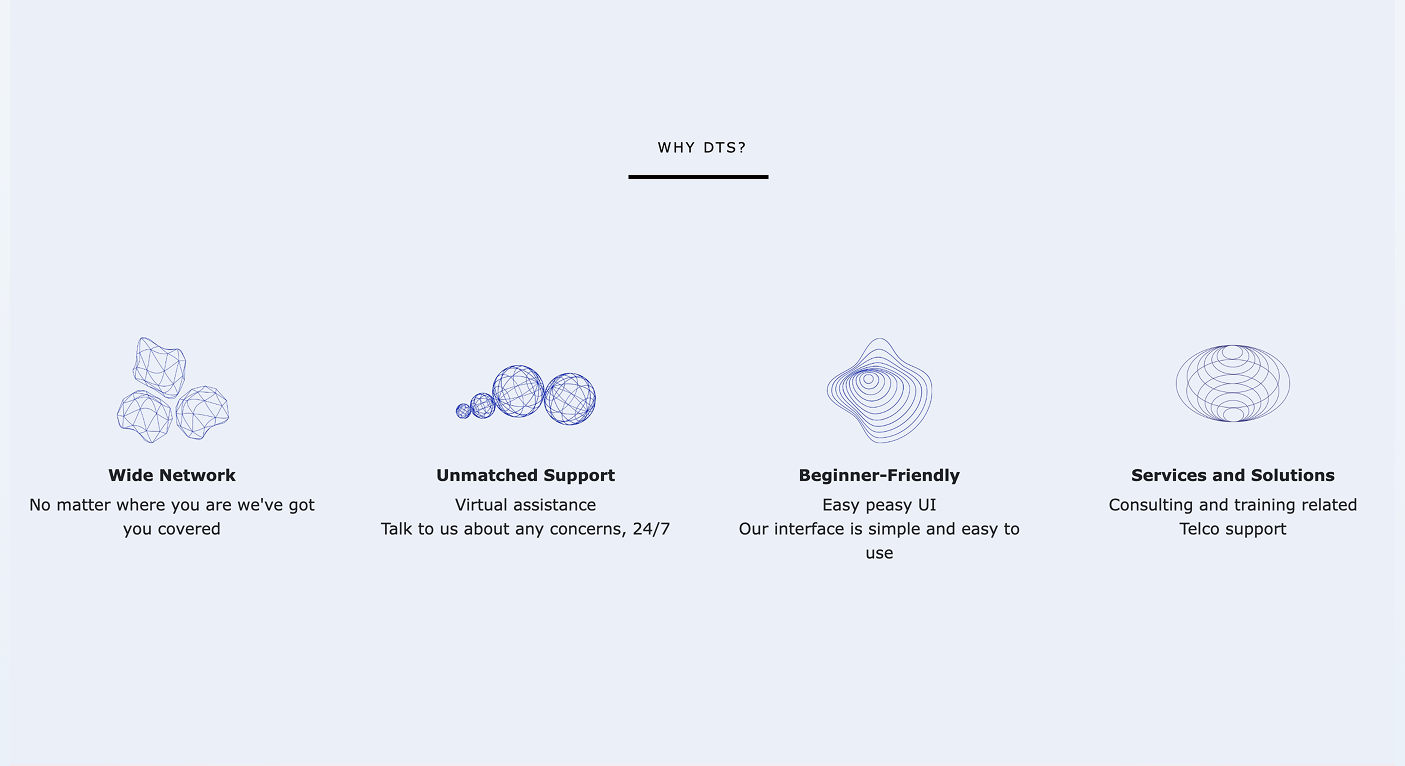 WHY DTS?
Wide Network
No matter where you are we've got
you covered
Unmatched Support
Virtual assistance
Talk to us about any concerns, 24/7
Beginner-Friendly
Easy peasy UI
Our interface is simple and easy to
use
Services and Solutions
Consulting and training related
Telco support